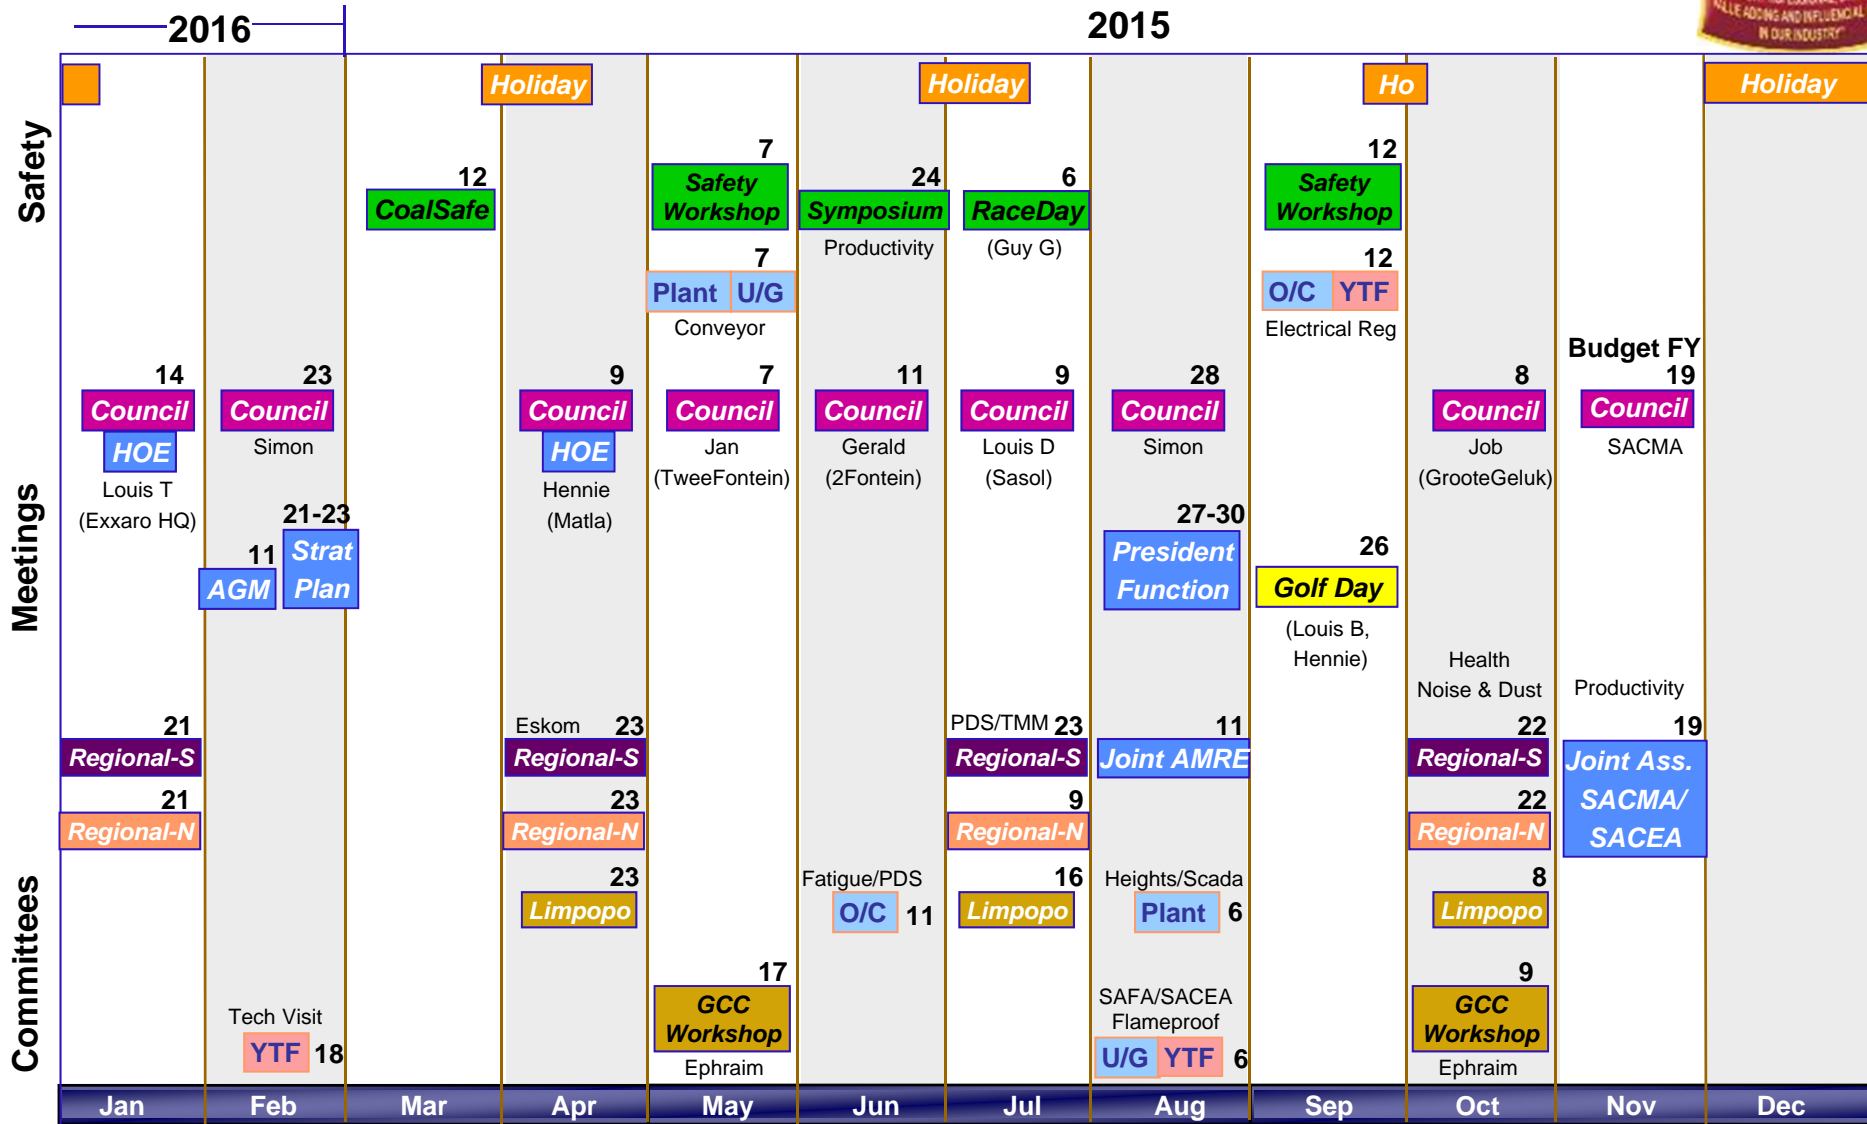 2016
2015
VALUE ADDING AND INFLUENCIAL
IN OUR INDUSTRY"
Holiday
Holiday
Ho
Holiday
Safety
12
CoalSafe
7
Safety
Workshop
24
Symposium
Productivity
6
RaceDay
(Guy G)
12
Safety
Workshop
7
Plant U/G
Conveyor
12
O/C YTF
Electrical Reg
Meetings
14
Council
HOE
Louis T
(Exxaro HQ)
23
Council
Simon
9
Council
HOE
Hennie
(Matla)
7
Council
Jan
(TweeFontein)
11
Council
Gerald
(2Fontein)
9
Council
Louis D
(Sasol)
28
Council
Simon
8
Council
Job
(GrooteGeluk)
Budget FY
19
Council
SACMA
11
AGM
21-23
Strat
Plan
27-30
President
Function
26
Golf Day
(Louis B,
Hennie)
21
Regional-S
Eskom 23
Regional-S
PDS/TMM 23
Regional-S
11
Joint AMRE
Health
Noise & Dust
22
Regional-S
Productivity
19
Joint Ass.
SACMA/
SACEA
21
Regional-N
23
Regional-N
9
Regional-N
22
Regional-N
Committees
23
Limpopo
Fatigue/PDS
O/C 11
16
Limpopo
Heights/Scada
Plant 6
8
Limpopo
Tech Visit
YTF 18
17
GCC
Workshop
Ephraim
SAFA/SACEA
Flameproof
U/G YTF 6
9
GCC
Workshop
Ephraim
Jan Feb Mar Apr May Jun Jul Aug Sep Oct Nov Dec